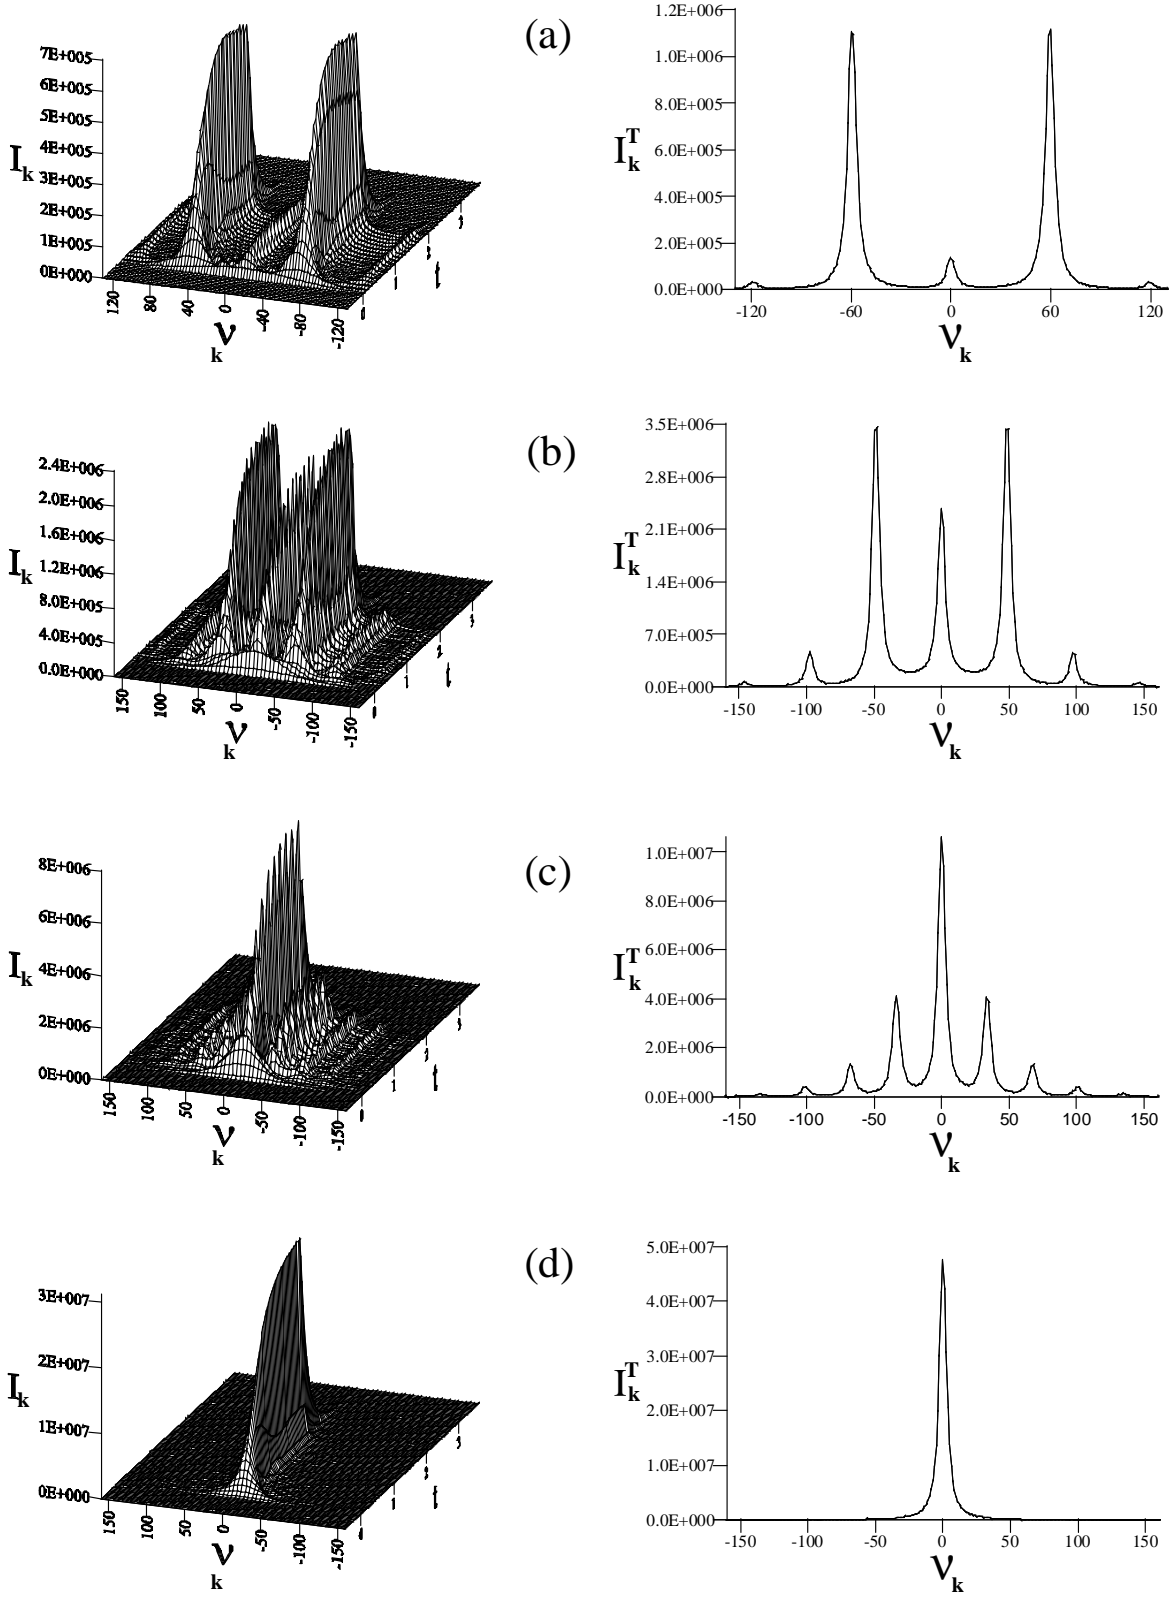 (a)
7E+005
6E+005
5E+005
4E+005
3E+005
2E+005
1E+005
0E+000
I k
120 80 40 0 -40 -80 -120
ν k
t
1.2E+006
1.0E+006
8.0E+005
6.0E+005
4.0E+005
2.0E+005
0.0E+000
I T k
-120 -60 0 60 120
ν k
(b)
2.4E+006
2.0E+006
1.6E+006
1.2E+006
8.0E+005
4.0E+005
0.0E+000
I k
150 100 50 0 -50 -100 -150
ν k
t
3.5E+006
2.8E+006
2.1E+006
1.4E+006
7.0E+005
0.0E+000
I T k
-150 -100 -50 0 50 100 150
ν k
(c)
8E+006
6E+006
4E+006
2E+006
0E+000
I k
150 100 50 0 -50 -100 -150
ν k
t
1.0E+007
8.0E+006
6.0E+006
4.0E+006
2.0E+006
0.0E+000
I T k
-150 -100 -50 0 50 100 150
ν k
(d)
3E+007
2E+007
1E+007
0E+000
I k
150 100 50 0 -50 -100 -150
ν k
t
5.0E+007
4.0E+007
3.0E+007
2.0E+007
1.0E+007
0.0E+000
I T k
-150 -100 -50 0 50 100 150
ν k